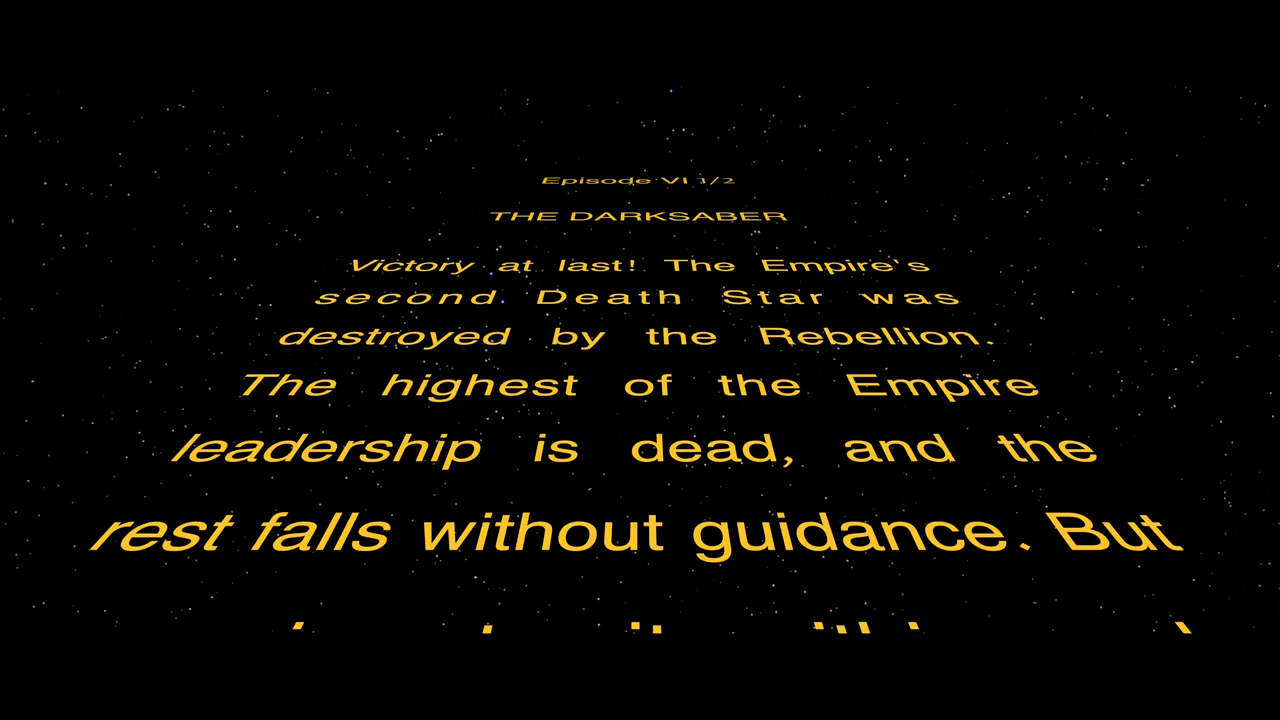 Episode VI 1/2
THE DARKSABER
Victory at last! The Empire's
second Death Star was
destroyed by the Rebellion.
The highest of the Empire
leadership is dead, and the
rest falls without guidance. But